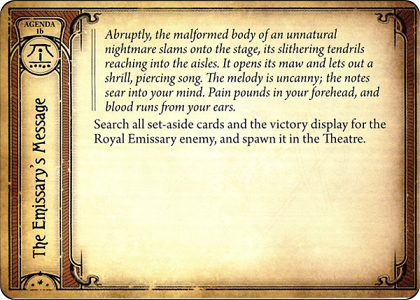 AGENDA
1b
The Emissary's Message
Abruptly, the malformed body of an unnatural
nightmare slams onto the stage, its slithering tendrils
reaching into the aisles. It opens its maw and lets out a
shrill, piercing song. The melody is uncanny; the notes
sear into your mind. Pain pounds in your forehead, and
blood runs from your ears.
Search all set-aside cards and the victory display for the
Royal Emissary enemy, and spawn it in the Theatre.